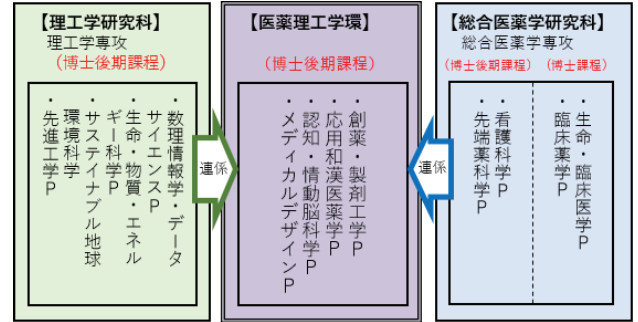 【理工学研究科】
理工学専攻
(博士後期課程)
・数理情報学・データ
サイエンスP
・生命・物質・エネル
ギー科学P
・サステイナブル地球
環境科学
・先進工学P
連係
【医薬理工学環】
(博士後期課程)
・創薬・製剤工学P
・応用和漢医薬学P
・認知・情動脳科学P
・メディカルデザインP
連係
【総合医薬学研究科】
総合医薬学専攻
(博士後期課程)
(博士課程)
・生命・臨床医学P
・臨床薬学P
・看護科学P
・先端薬科学P